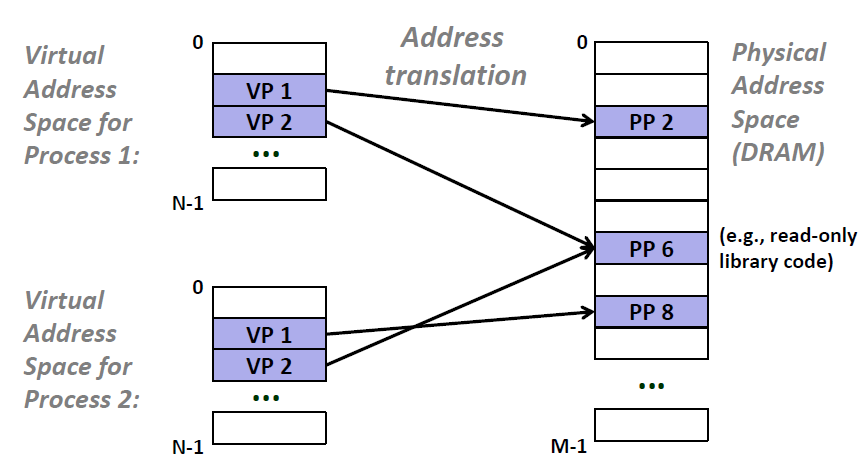 Virtual
Address
Space for
Process 1:
0
VP 1
VP 2
...
N-1
Address
translation
0
PP 2
PP 6
PP 8
...
M-1
Physical
Address
Space
(DRAM)
(e.g., read-only
library code)
Virtual
Address
Space for
Process 2:
0
VP 1
VP 2
...
N-1